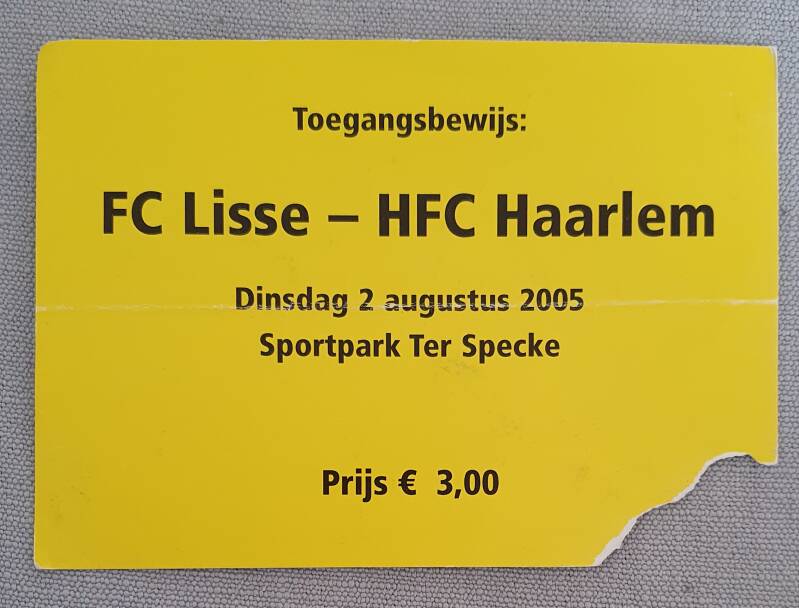 Toegangsbewijs:
FC Lisse – HFC Haarlem
Dinsdag 2 augustus 2005
Sportpark Ter Specke
Prijs € 3,00